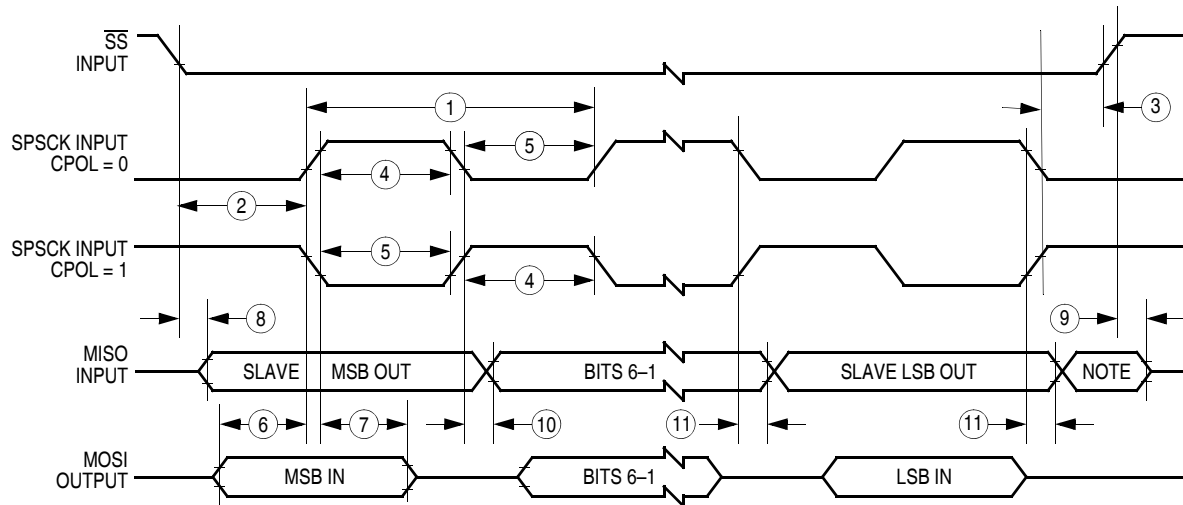 SS
INPUT
1
3
SPSCK INPUT
CPOL = 0
5
4
2
SPSCK INPUT
CPOL = 1
5
4
8
9
MISO
INPUT
SLAVE MSB OUT
BITS 6–1
SLAVE LSB OUT
NOTE
6
7
10
11
11
MOSI
OUTPUT
MSB IN
BITS 6–1
LSB IN